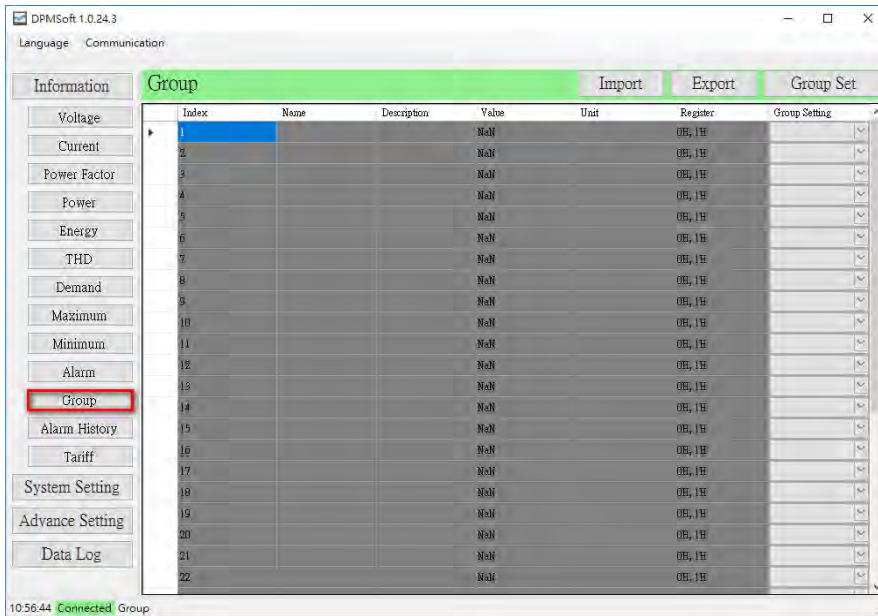 DPMSoft 1.0.24.3
Language Communication
Information
Group Import Export Group Set
Voltage
Current
Power Factor
Power
Energy
THD
Demand
Maximum
Minimum
Alarm
Group
Alarm History
Tariff
System Setting
Advance Setting
Data Log
Index Name Description Value Unit Register Group Setting
1 NaN 0H, 1H
2 NaN 0H, 1H
3 NaN 0H, 1H
4 NaN 0H, 1H
5 NaN 0H, 1H
6 NaN 0H, 1H
7 NaN 0H, 1H
8 NaN 0H, 1H
9 NaN 0H, 1H
10 NaN 0H, 1H
11 NaN 0H, 1H
12 NaN 0H, 1H
13 NaN 0H, 1H
14 NaN 0H, 1H
15 NaN 0H, 1H
16 NaN 0H, 1H
17 NaN 0H, 1H
18 NaN 0H, 1H
19 NaN 0H, 1H
20 NaN 0H, 1H
21 NaN 0H, 1H
22 NaN 0H, 1H
10:56:44 Connected Group